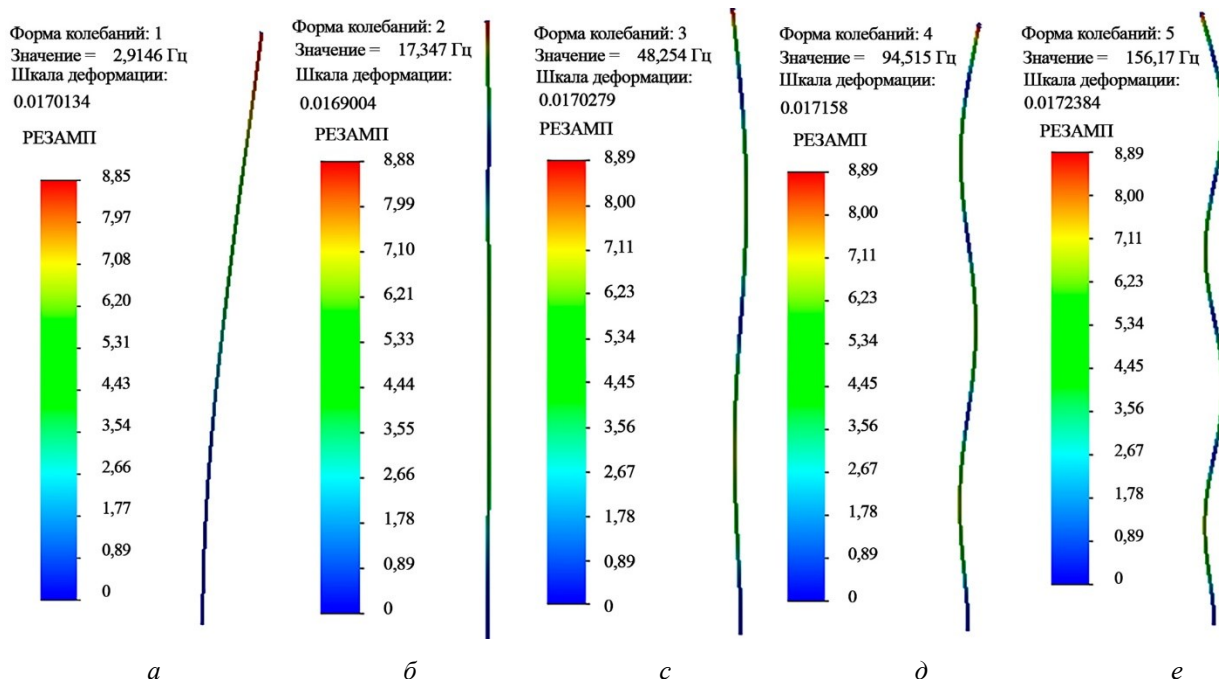 Форма колебаний: 1
Значение = 2,9146 Гц
Шкала деформации:
0.0170134
РЕЗАМП
8,85
7,97
7,08
6,20
5,31
4,43
3,54
2,66
1,77
0,89
0
а
Форма колебаний: 2
Значение = 17,347 Гц
Шкала деформации:
0.0169004
РЕЗАМП
8,88
7,99
7,10
6,21
5,33
4,44
3,55
2,66
1,78
0,89
0
б
Форма колебаний: 3
Значение = 48,254 Гц
Шкала деформации:
0.0170279
РЕЗАМП
8,89
8,00
7,11
6,23
5,34
4,45
3,56
2,67
1,78
0,89
0
с
Форма колебаний: 4
Значение = 94,515 Гц
Шкала деформации:
0.017158
РЕЗАМП
8,89
8,00
7,11
6,23
5,34
4,45
3,56
2,67
1,78
0,89
0
д
Форма колебаний: 5
Значение = 156,17 Гц
Шкала деформации:
0.0172384
РЕЗАМП
8,89
8,00
7,11
6,23
5,34
4,45
3,56
2,67
1,78
0,89
0
е